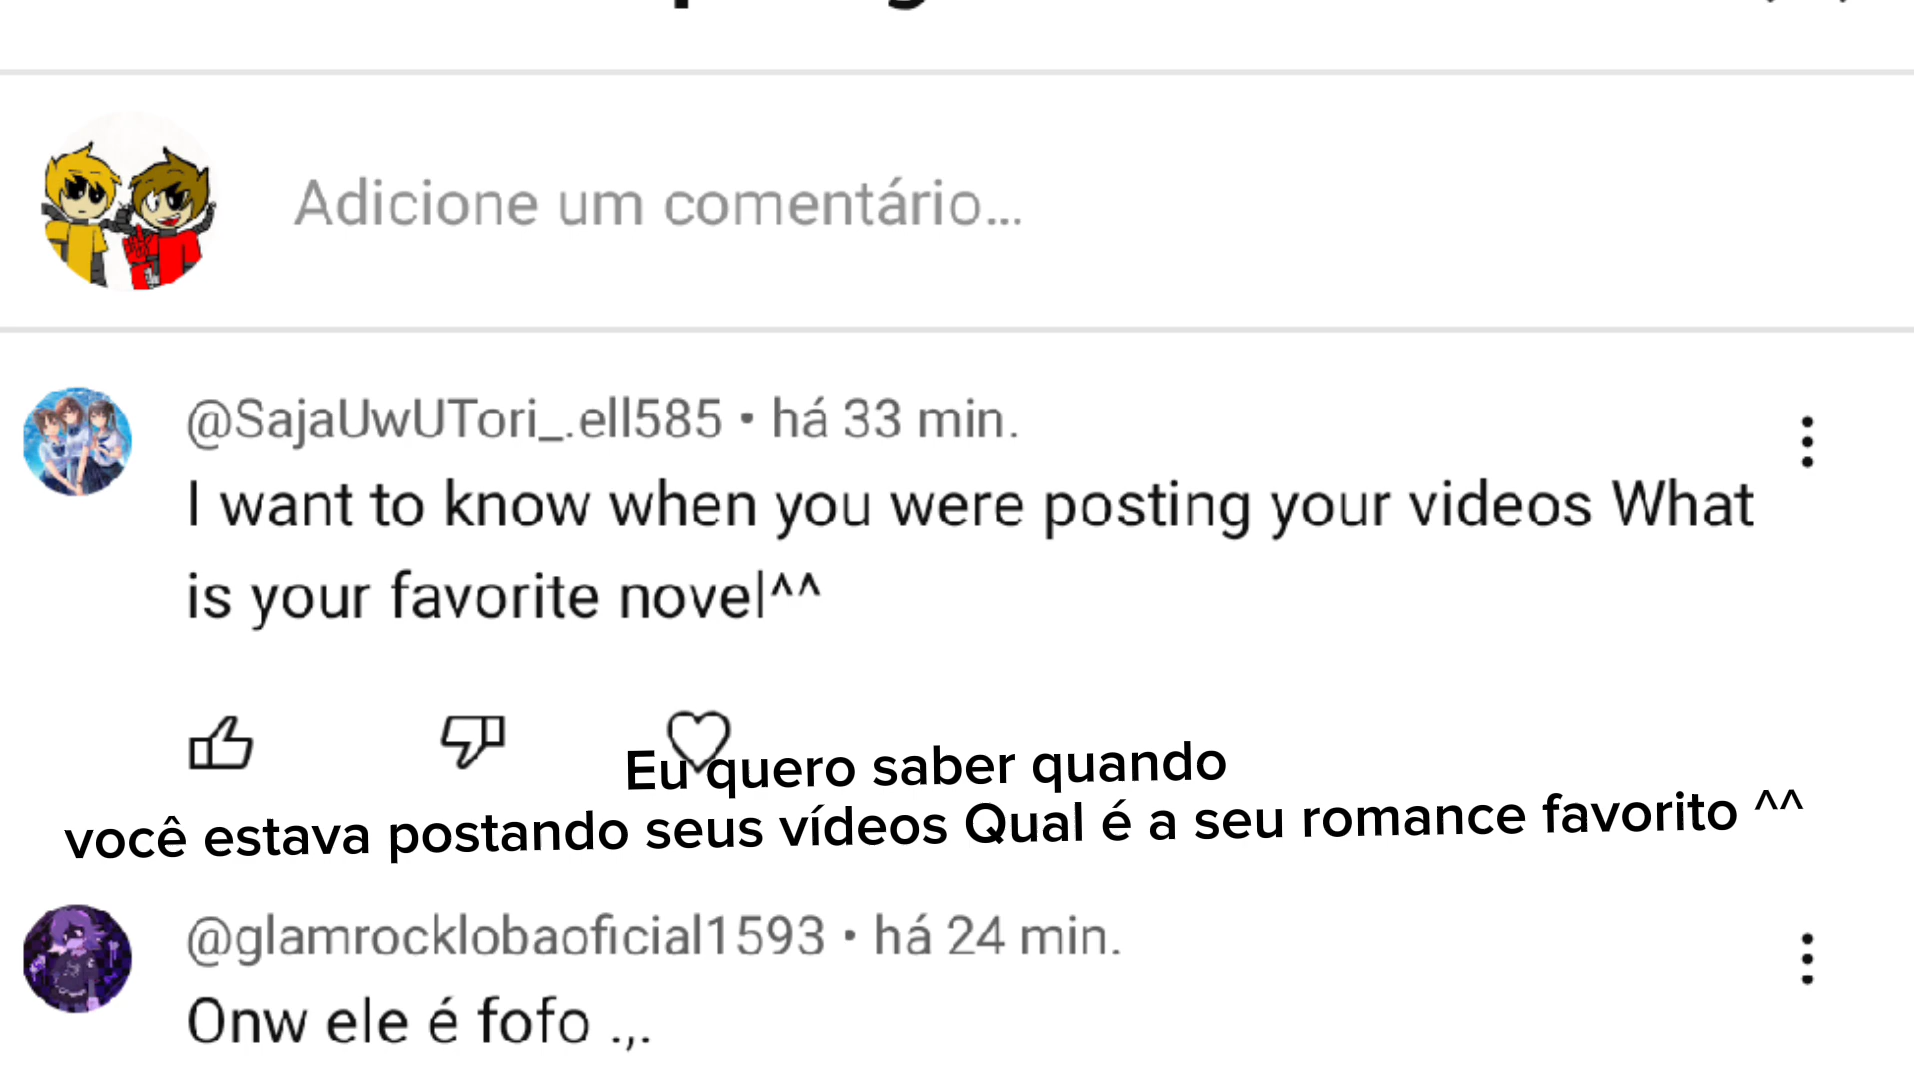 Adicione um comentário...
@SajaUwUTori_.ell585 • há 33 min.
I want to know when you were posting your videos What
is your favorite novel^^
Eu quero saber quando
você estava postando seus vídeos Qual é a seu romance favorito ^^
@glamrocklobaoficial1593 • há 24 min.
Onw ele é fofo .,.